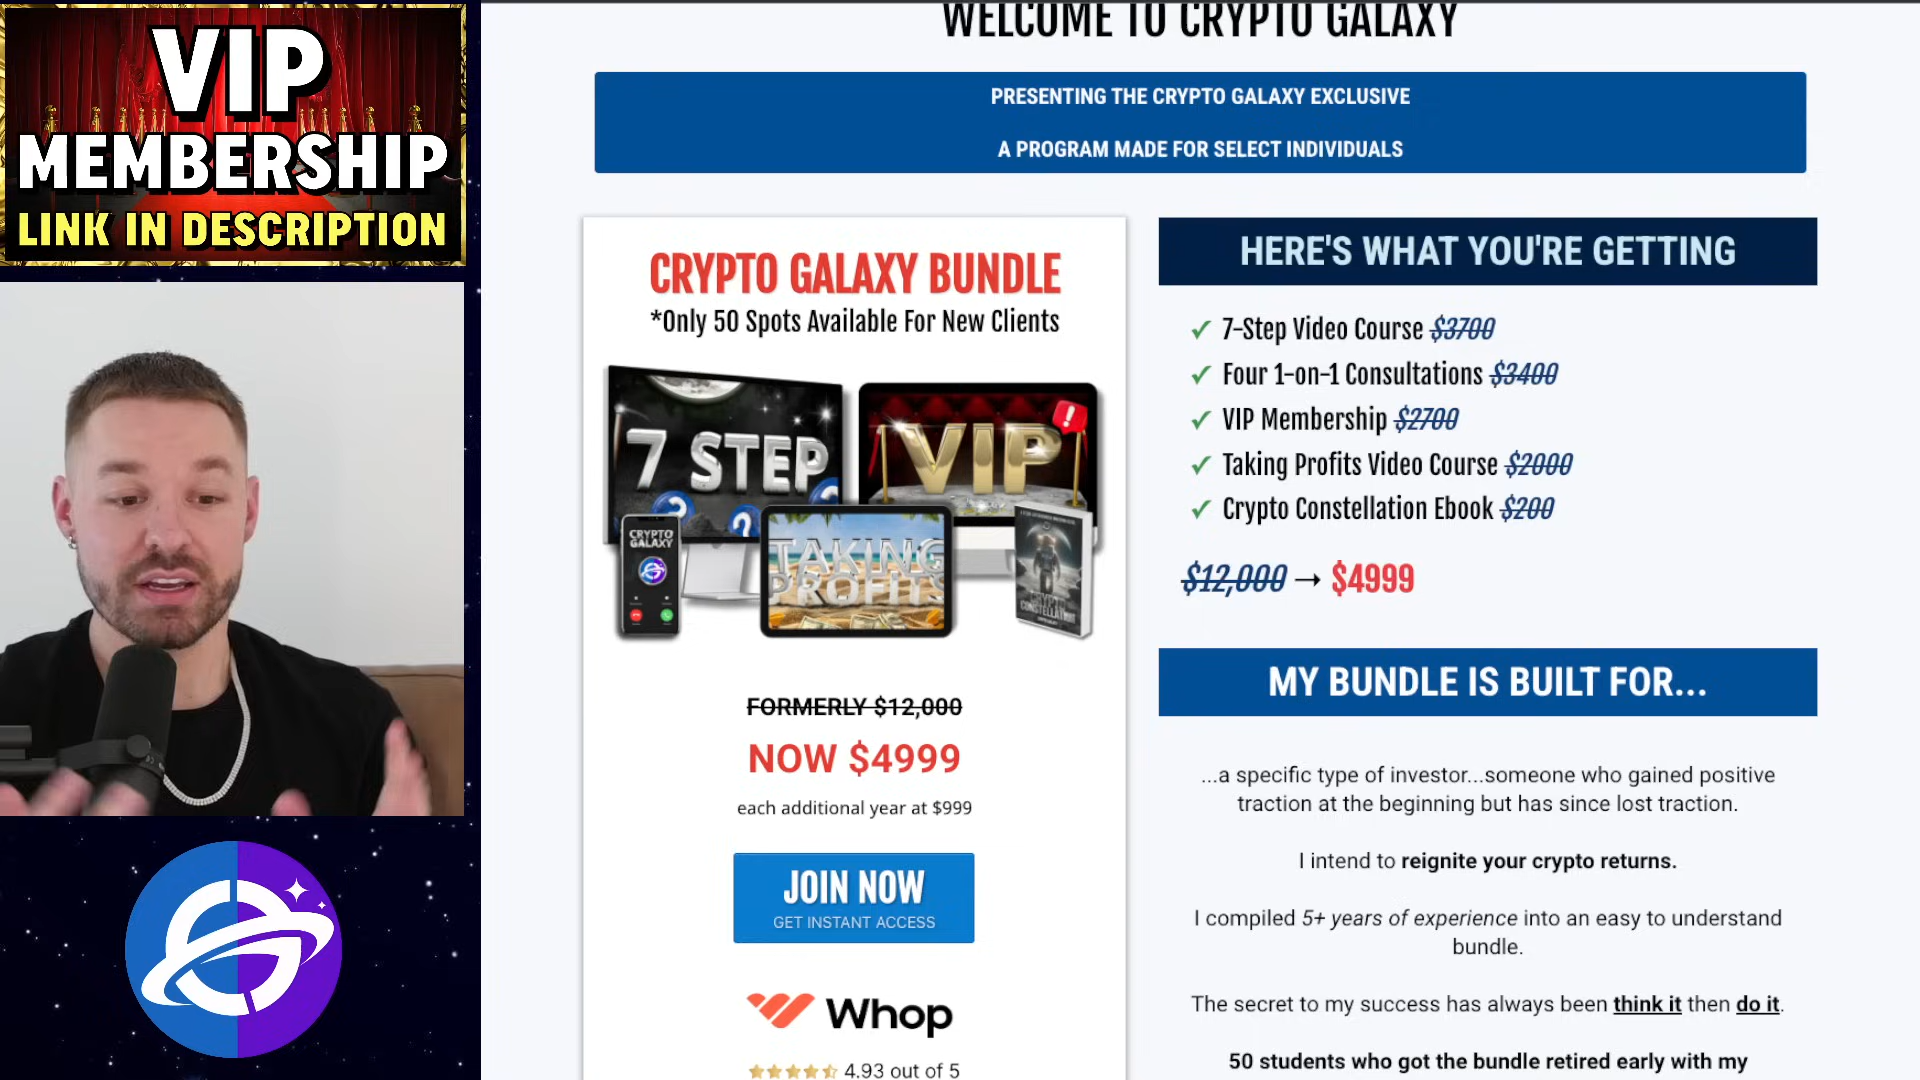 VIP
MEMBERSHIP
LINK IN DESCRIPTION
WELCOME TO CRYPTO GALAXY
PRESENTING THE CRYPTO GALAXY EXCLUSIVE
A PROGRAM MADE FOR SELECT INDIVIDUALS
CRYPTO GALAXY BUNDLE
*Only 50 Spots Available For New Clients
7 STEP
VIP
CRYPTO
GALAXY
TAKING
PROFITS
CRYPTO
CONSTELLATION
FORMERLY $12,000
NOW $4999
each additional year at $999
JOIN NOW
GET INSTANT ACCESS
Whop
4.93 out of 5
HERE'S WHAT YOU'RE GETTING
7-Step Video Course $3700
Four 1-on-1 Consultations $3400
VIP Membership $2700
Taking Profits Video Course $2000
Crypto Constellation Ebook $200
$12,000 → $4999
MY BUNDLE IS BUILT FOR...
...a specific type of investor...someone who gained positive
traction at the beginning but has since lost traction.
I intend to reignite your crypto returns.
I compiled 5+ years of experience into an easy to understand
bundle.
The secret to my success has always been think it then do it.
50 students who got the bundle retired early with my